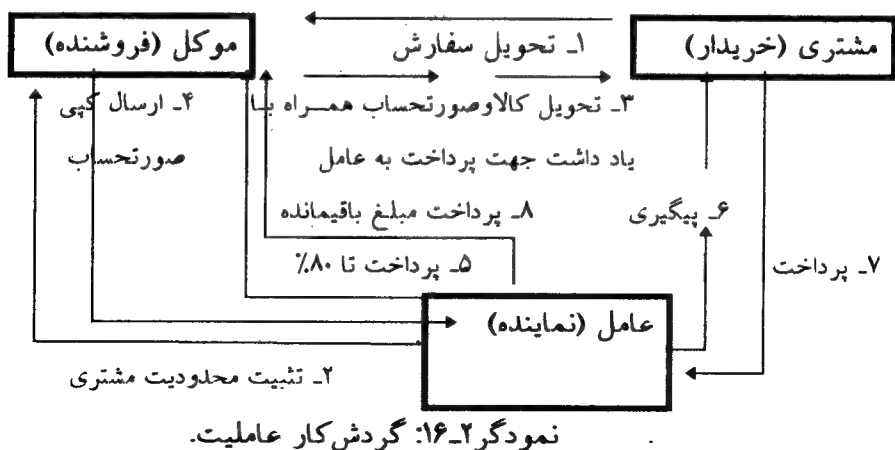 موکل (فروشنده)
مشتری (خریدار)
۱ـ تحویل سفارش
۳ـ تحویل کالاوصورتحساب همـــراه بـا
یاد داشت جهت پرداخت به عامل
۴ـ ارسال کپی
صورتحساب
۸ـ پرداخت مبلغ باقیمانده
۶ـ پیگیری
۵ـ پرداخت تا ۸۰٪
۷ـ پرداخت
عامل (نماینده)
۲ـ تثبیت محدودیت مشتری
نمودگر۲ـ۱۶: گردش‌کار عاملیت.